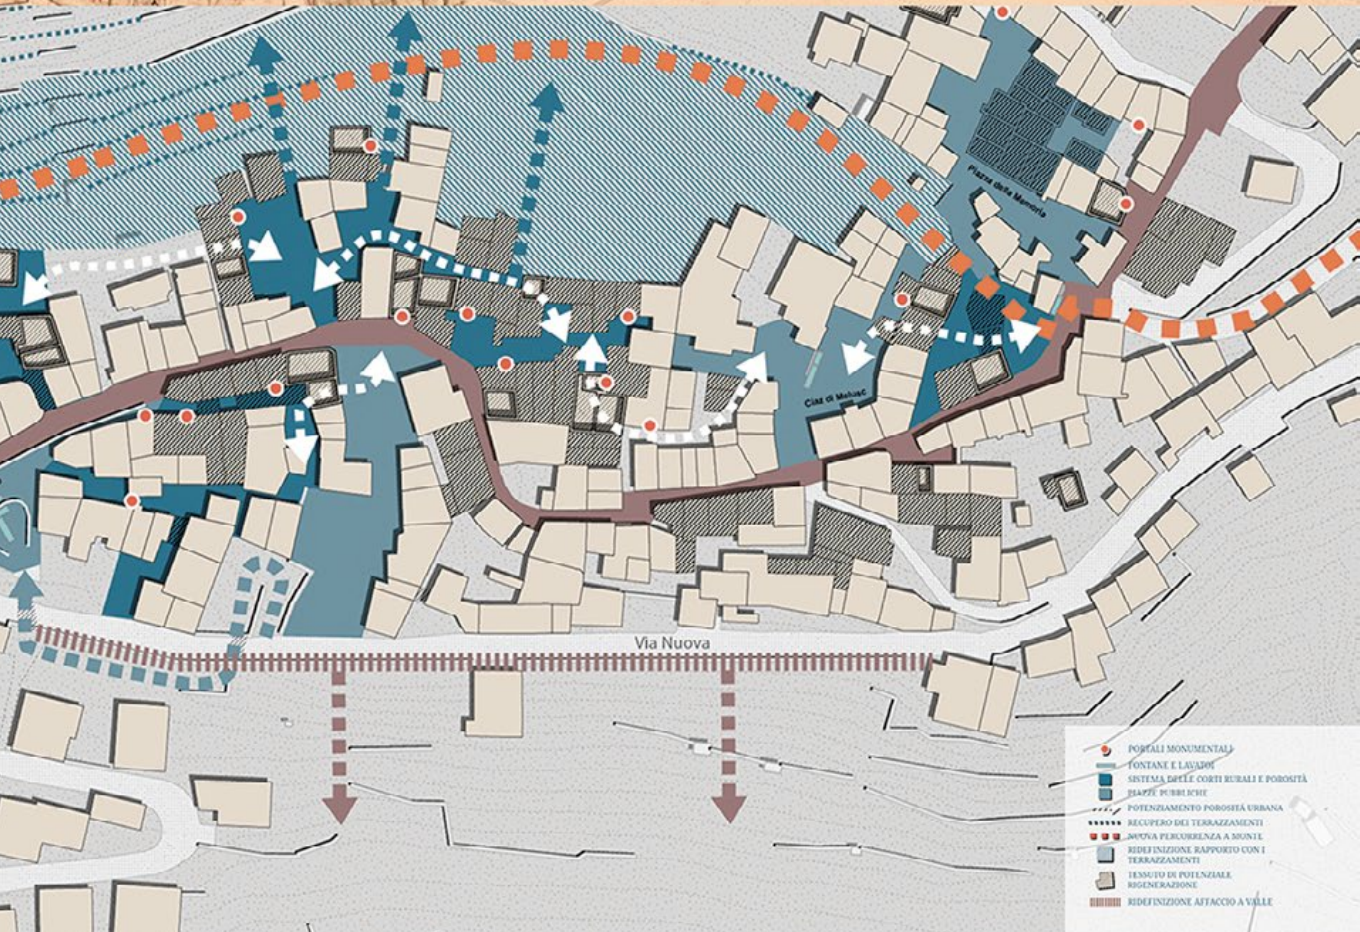 Piazza della Memoria
Ciaz di Melusc
Via Nuova
PORTALI MONUMENTALI
FONTANE E LAVATOI
SISTEMA DELLE CORTI RURALI E POROSITÀ
PIAZZE PUBBLICHE
POTENZIAMENTO POROSITÀ URBANA
RECUPERO DEI TERRAZZAMENTI
NUOVA PERCORRENZA A MONTE
RIDEFINIZIONE RAPPORTO CON I
TERRAZZAMENTI
TESSUTO DI POTENZIALE
RIGENERAZIONE
RIDEFINIZIONE AFFACCIO A VALLE